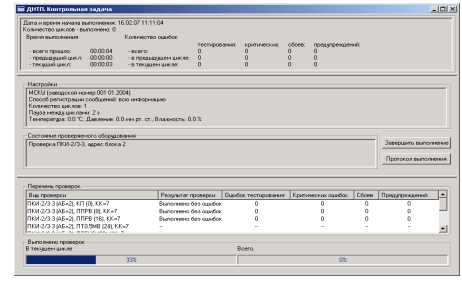 ДНТП. Контрольная задача
Дата и время начала выполнения: 16.02.07 11:11:04
Количество циклов - выполнено: 0
Время выполнения Количество ошибок
тестирования: критических: сбоев: предупреждений:
- всего прошло: 00:00:04 - всего: 0 0 0 0
- предыдущий цикл: 00:00:00 - в предыдущем цикле: 0 0 0 0
- текущий цикл: 00:00:03 - в текущем цикле: 0 0 0 0
Настройки
МСКУ (заводской номер 001 01.2004)
Способ регистрации сообщений: всю информацию
Количество циклов: 1
Пауза между циклами: 2 с
Температура: 0.0 °C; Давление: 0.0 мм рт. ст.; Влажность: 0.0 %
Состояние проверяемого оборудования
Проверка ПКИ-2/3-3, адрес блока 2
Завершить выполнение
Протокол выполнения
Перечень проверок
Вид проверки Результат проверки Ошибок тестирования Критических ошибок Сбоев Предупреждений
ПКИ-2/3-3 (АБ=2), КП (0), КК=7 Выполнено без ошибок 0 0 0 0
ПКИ-2/3-3 (АБ=2), ППРВ (8), КК=7 Выполнено без ошибок 0 0 0 0
ПКИ-2/3-3 (АБ=2), ППРВ (16), КК=7 Выполнено без ошибок 0 0 0 0
ПКИ-2/3-3 (АБ=2), ПТ0.5МВ (24), КК=7 -- -- -- -- --
Выполнено проверок
В текущем цикле Всего
33% 0%